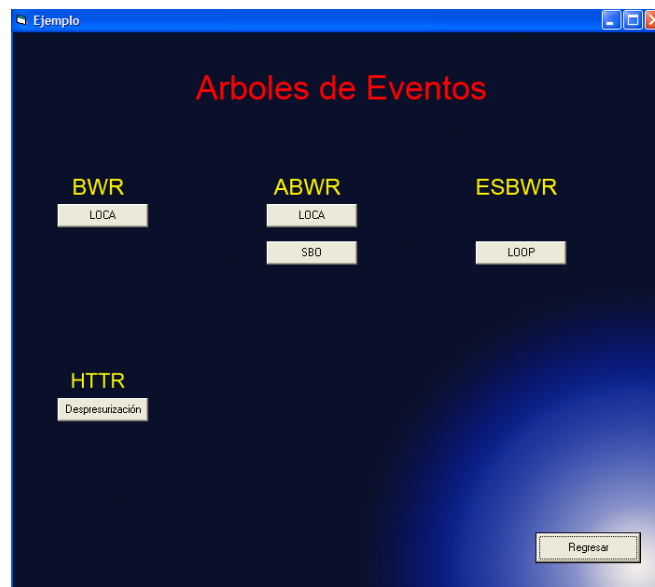 Ejemplo
Arboles de Eventos
BWR
ABWR
ESBWR
LOCA
LOCA
SBO
LOOP
HTTR
Despresurización
Regresar